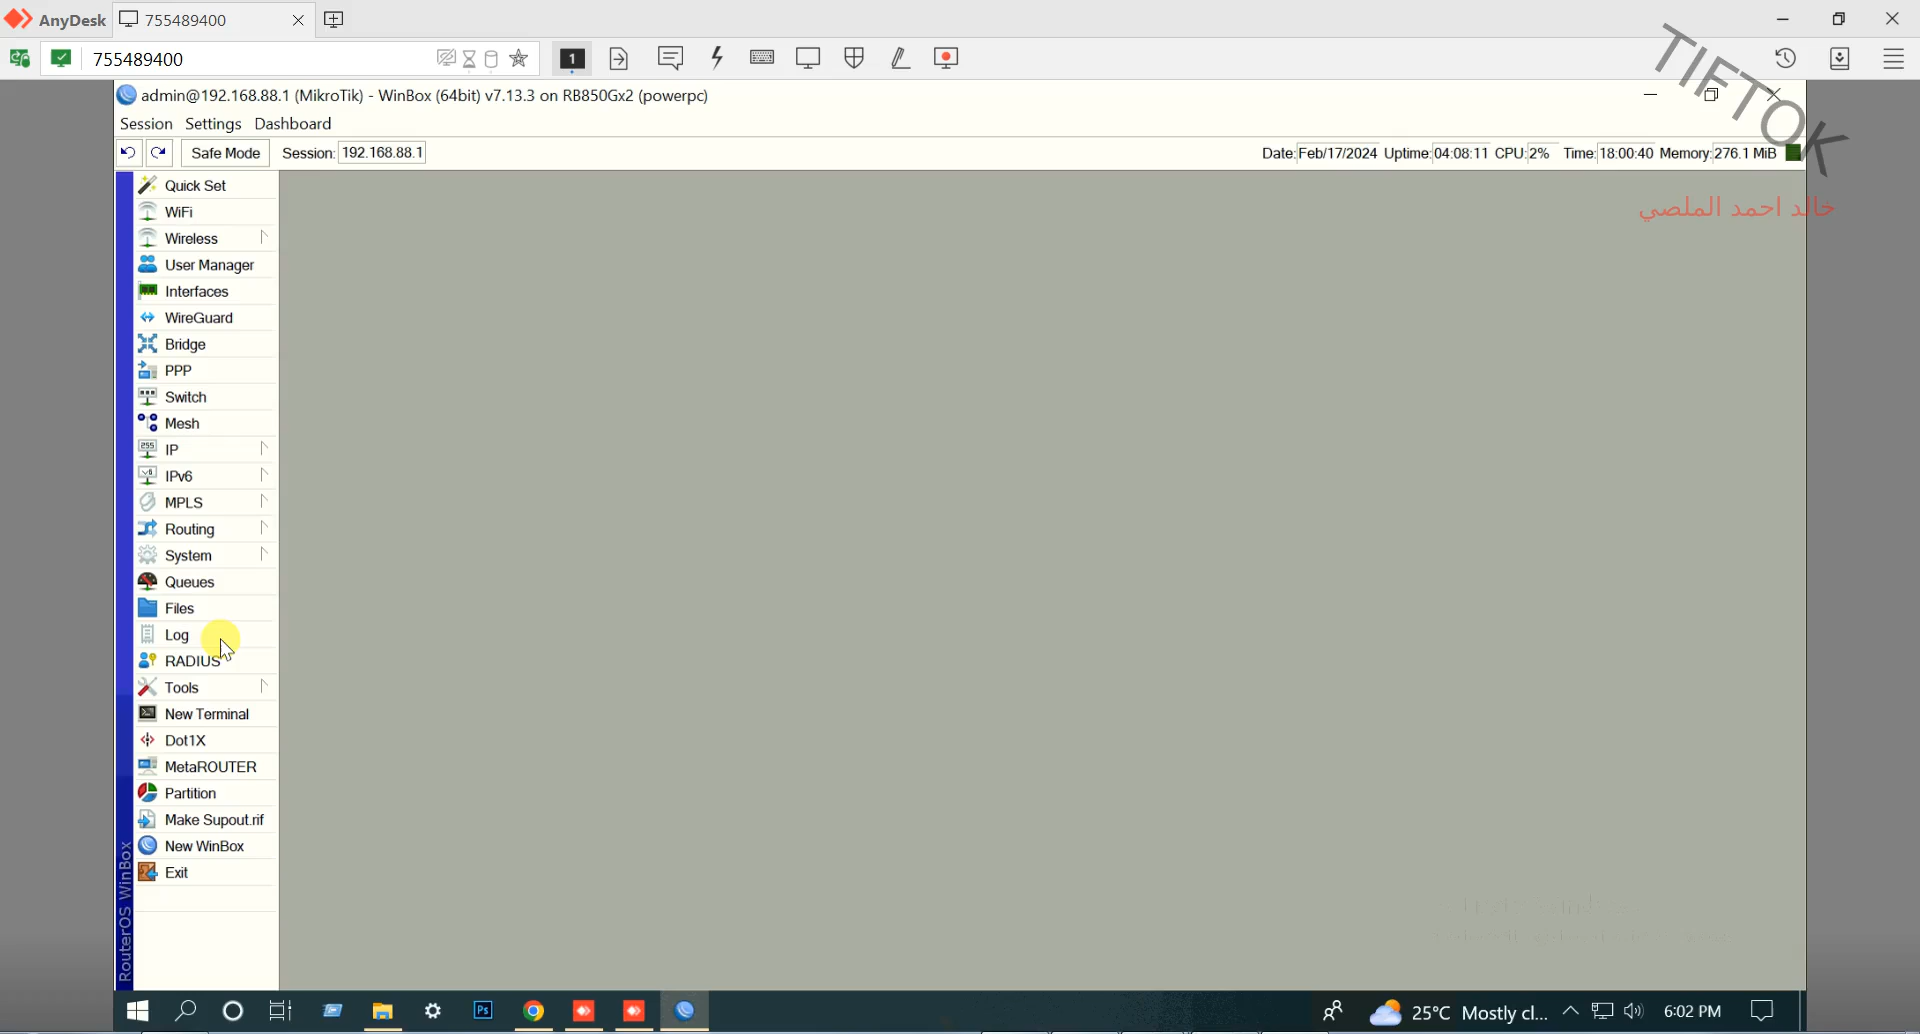 AnyDesk 755489400
755489400
1
TIFTOK
admin@192.168.88.1 (MikroTik) - WinBox (64bit) v7.13.3 on RB850Gx2 (powerpc)
Session Settings Dashboard
Safe Mode Session: 192.168.88.1 Date: Feb/17/2024 Uptime: 04:08:11 CPU: 2% Time: 18:00:40 Memory: 276.1 MiB
خالد احمد الملصي
Quick Set
WiFi
Wireless
User Manager
Interfaces
WireGuard
Bridge
PPP
Switch
Mesh
255 IP
v6 IPv6
MPLS
Routing
System
Queues
Files
Log
RADIUS
Tools
New Terminal
Dot1X
MetaROUTER
Partition
Make Supout.rif
New WinBox
Exit
RouterOS WinBox
Ps 25°C Mostly cl... 6:02 PM